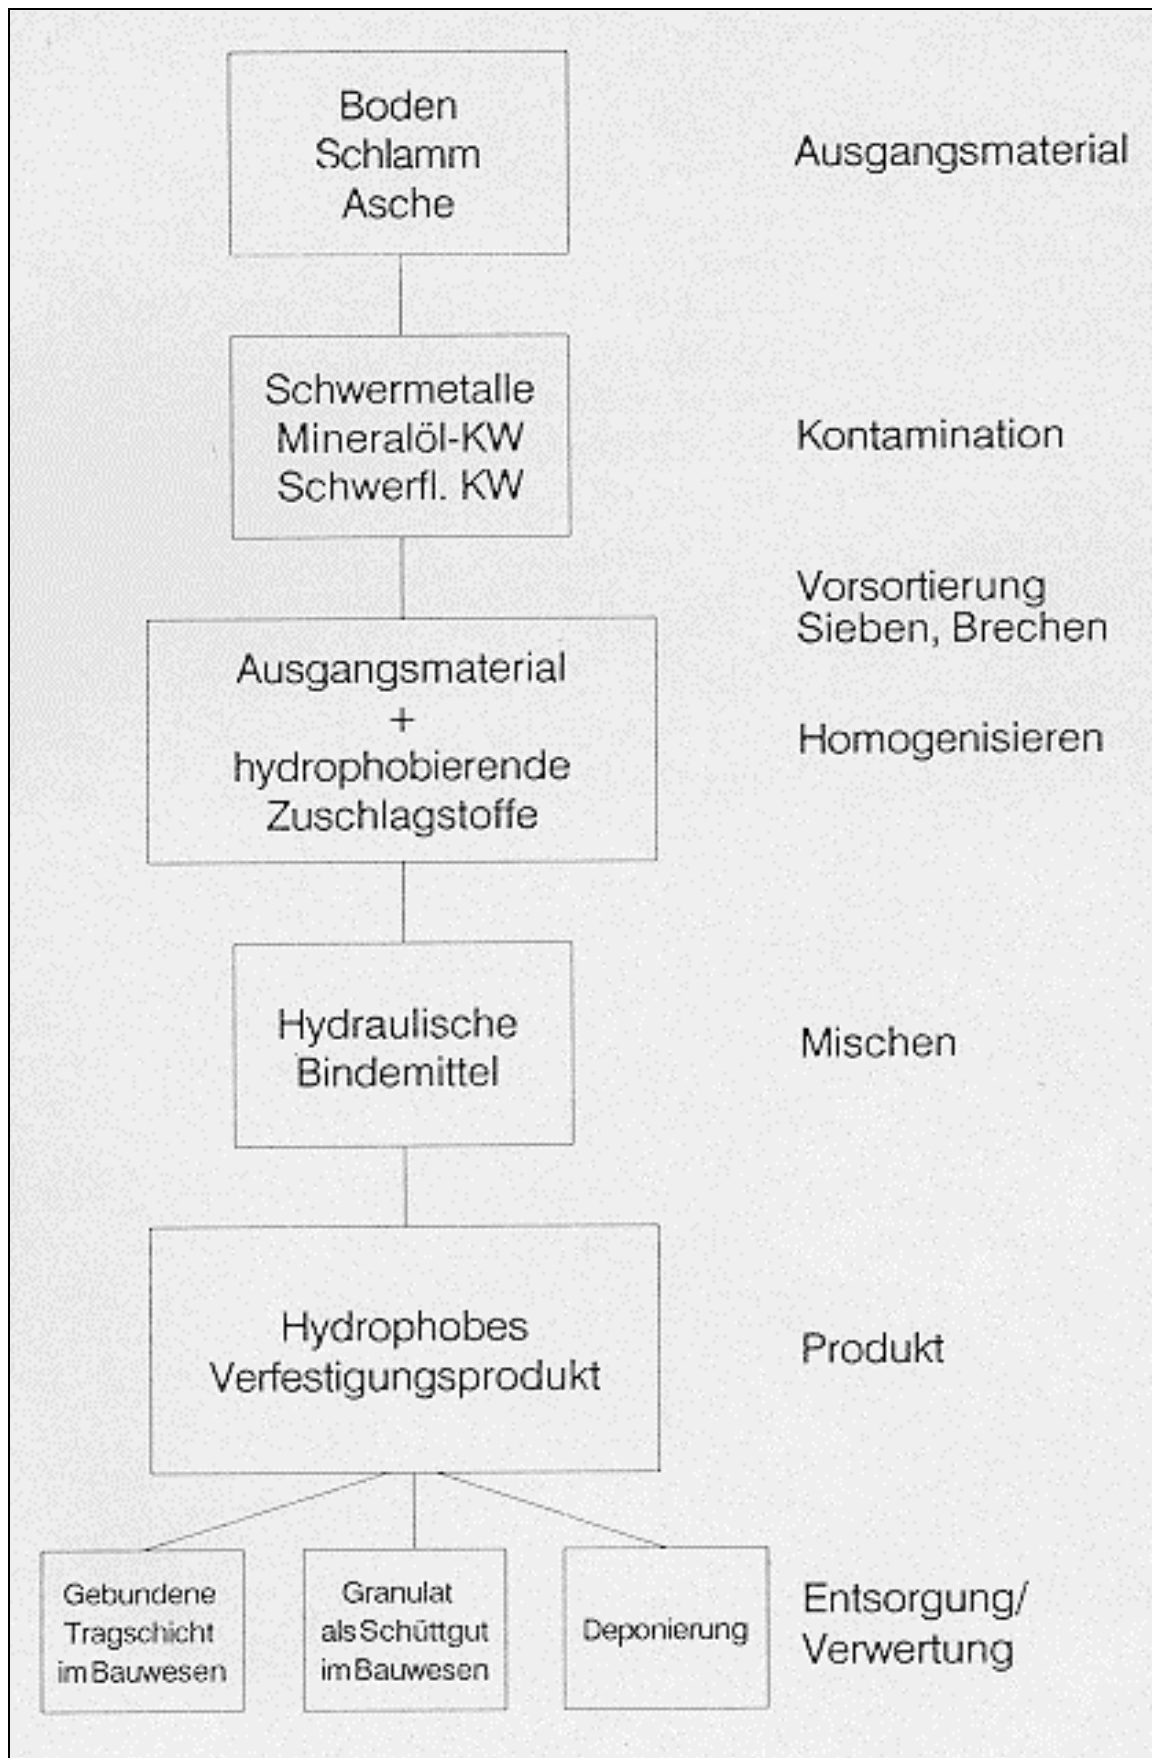 Boden
Schlamm
Asche
Ausgangsmaterial
Schwermetalle
Mineralöl-KW
Schwerfl. KW
Kontamination
Vorsortierung
Sieben, Brechen
Ausgangsmaterial
+
hydrophobierende
Zuschlagstoffe
Homogenisieren
Hydraulische
Bindemittel
Mischen
Hydrophobes
Verfestigungsprodukt
Produkt
Gebundene
Tragschicht
im Bauwesen
Granulat
als Schüttgut
im Bauwesen
Deponierung
Entsorgung/
Verwertung